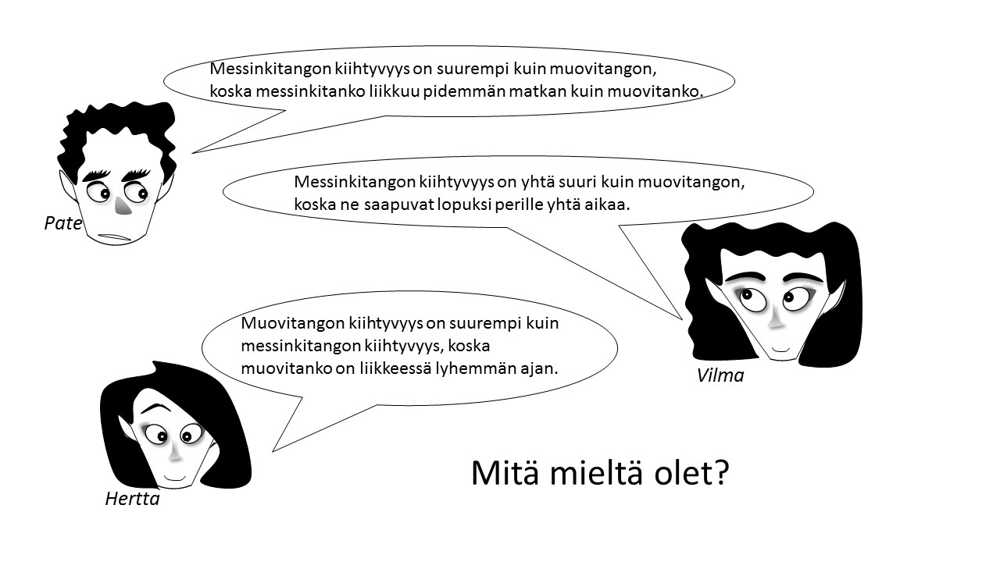 Messinkitangon kiihtyvyys on suurempi kuin muovitangon,
koska messinkitanko liikkuu pidemmän matkan kuin muovitanko.
Pate
Messinkitangon kiihtyvyys on yhtä suuri kuin muovitangon,
koska ne saapuvat lopuksi perille yhtä aikaa.
Vilma
Muovitangon kiihtyvyys on suurempi kuin
messinkitangon kiihtyvyys, koska
muovitanko on liikkeessä lyhemmän ajan.
Hertta
Mitä mieltä olet?